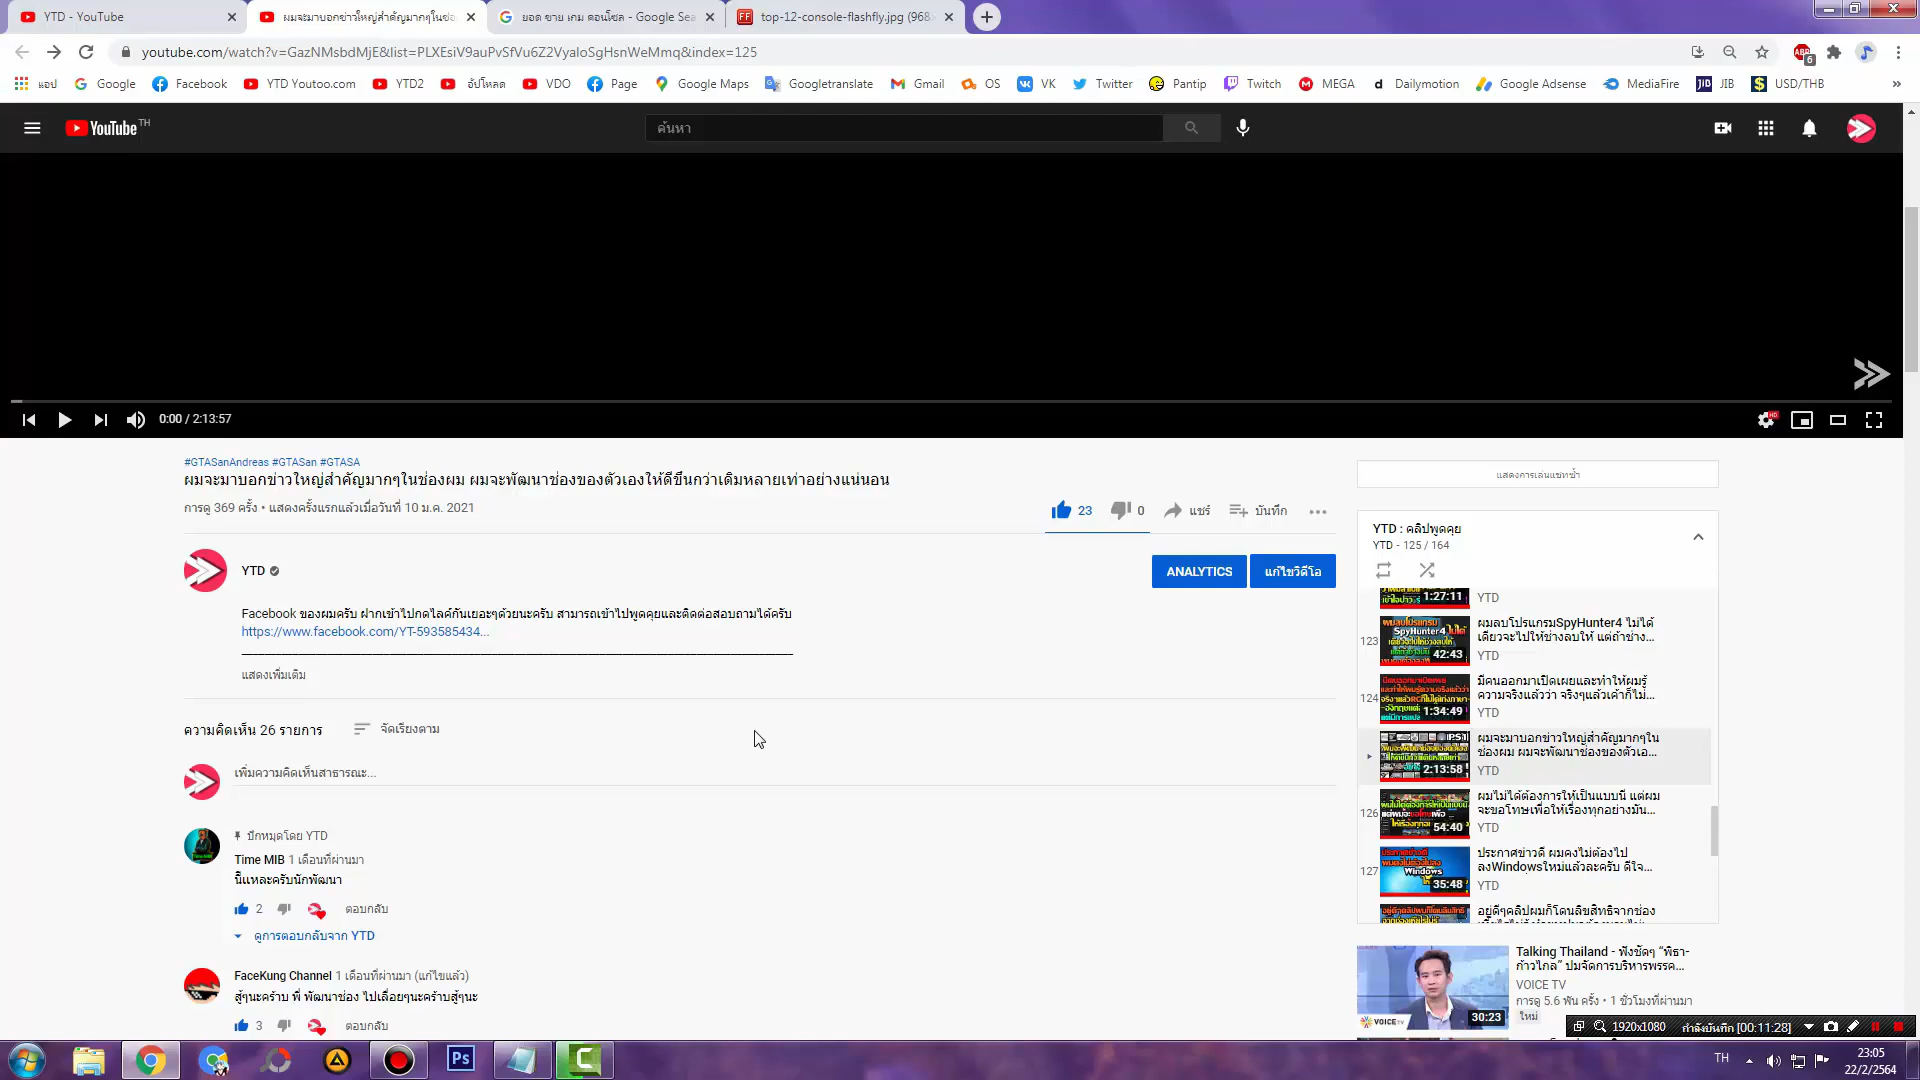 YTD - YouTube
ผมจะมาบอกข่าวใหญ่สำคัญมากๆในช่อง
ยอด ขาย เกม คอนโซล - Google Sea
top-12-console-flashfly.jpg (968
youtube.com/watch?v=GazNMsbdMjE&list=PLXEsiV9auPvSfVu6Z2VyaIoSgHsnWeMmq&index=125
แอป
Google
Facebook
YTD Youtoo.com
YTD2
อัปโหลด
VDO
Page
Google Maps
Googletranslate
Gmail
OS
VK
Twitter
Pantip
Twitch
MEGA
Dailymotion
Google Adsense
MediaFire
JIB
USD/THB
YouTube TH
ค้นหา
0:00 / 2:13:57
#GTASanAndreas #GTASan #GTASA
ผมจะมาบอกข่าวใหญ่สำคัญมากๆในช่องผม ผมจะพัฒนาช่องของตัวเองให้ดีขึ้นกว่าเดิมหลายเท่าอย่างแน่นอน
การดู 369 ครั้ง • แสดงครั้งแรกแล้วเมื่อวันที่ 10 ม.ค. 2021
23
0
แชร์
บันทึก
YTD
ANALYTICS
แก้ไขวิดีโอ
Facebook ของผมครับ ฝากเข้าไปกดไลค์กันเยอะๆด้วยนะครับ สามารถเข้าไปพูดคุยและติดต่อสอบถามได้ครับ
https://www.facebook.com/YT-593585434...
แสดงเพิ่มเติม
ความคิดเห็น 26 รายการ
จัดเรียงตาม
เพิ่มความคิดเห็นสาธารณะ...
ปักหมุดโดย YTD
Time MIB 1 เดือนที่ผ่านมา
นี่แหละครับนักพัฒนา
2
ตอบกลับ
ดูการตอบกลับจาก YTD
FaceKung Channel 1 เดือนที่ผ่านมา (แก้ไขแล้ว)
สู้ๆนะคร้าบ พี่ พัฒนาช่อง ไปเลื่อยๆนะคร้าบสู้ๆนะ
3
ตอบกลับ
แสดงการเล่นแชทซ้ำ
YTD : คลิปพูดคุย
YTD - 125 / 164
1:27:11
YTD
123
42:43
ผมลบโปรแกรมSpyHunter4 ไม่ได้
เดี๋ยวจะไปให้ช่างลบให้ แต่ถ้าช่าง...
YTD
124
1:34:49
มีคนออกมาเปิดเผยและทำให้ผมรู้
ความจริงแล้วว่า จริงๆแล้วเค้าก็ไม่...
YTD
2:13:58
ผมจะมาบอกข่าวใหญ่สำคัญมากๆใน
ช่องผม ผมจะพัฒนาช่องของตัวเอ...
YTD
126
54:40
ผมไม่ได้ต้องการให้เป็นแบบนี้ แต่ผม
จะขอโทษเพื่อให้เรื่องทุกอย่างมัน...
YTD
127
35:48
ประกาศข่าวดี ผมคงไม่ต้องไป
ลงWindowsใหม่แล้วละครับ ดีใจ...
YTD
อยู่ดีๆคลิปผมก็โดนลิขสิทธิ์จากช่อง
Talking Thailand - ฟังชัดๆ “พิธา-
ก้าวไกล” ปมจัดการบริหารพรรค...
VOICE TV
การดู 5.6 พัน ครั้ง • 1 ชั่วโมงที่ผ่านมา
ใหม่
VOICE TV
30:23
1920x1080
กำลังบันทึก [00:11:28]
Ps
TH
23:05
22/2/2564